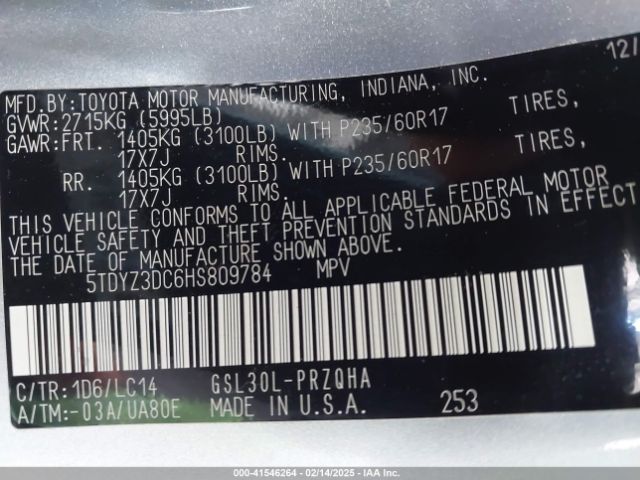 12/
MFD.BY:TOYOTA MOTOR MANUFACTURING, INDIANA, INC.
GVWR:2715KG (5995LB)
GAWR:FRT. 1405KG (3100LB) WITH P235/60R17 TIRES,
17X7J RIMS.
RR. 1405KG (3100LB) WITH P235/60R17 TIRES,
17X7J RIMS.
THIS VEHICLE CONFORMS TO ALL APPLICABLE FEDERAL MOTOR
VEHICLE SAFETY AND THEFT PREVENTION STANDARDS IN EFFECT
THE DATE OF MANUFACTURE SHOWN ABOVE.
5TDYZ3DC6HS809784 MPV
C/TR:1D6/LC14 GSL30L-PRZQHA
A/TM:-03A/UA80E MADE IN U.S.A. 253
000-41546264 - 02/14/2025 - IAA Inc.